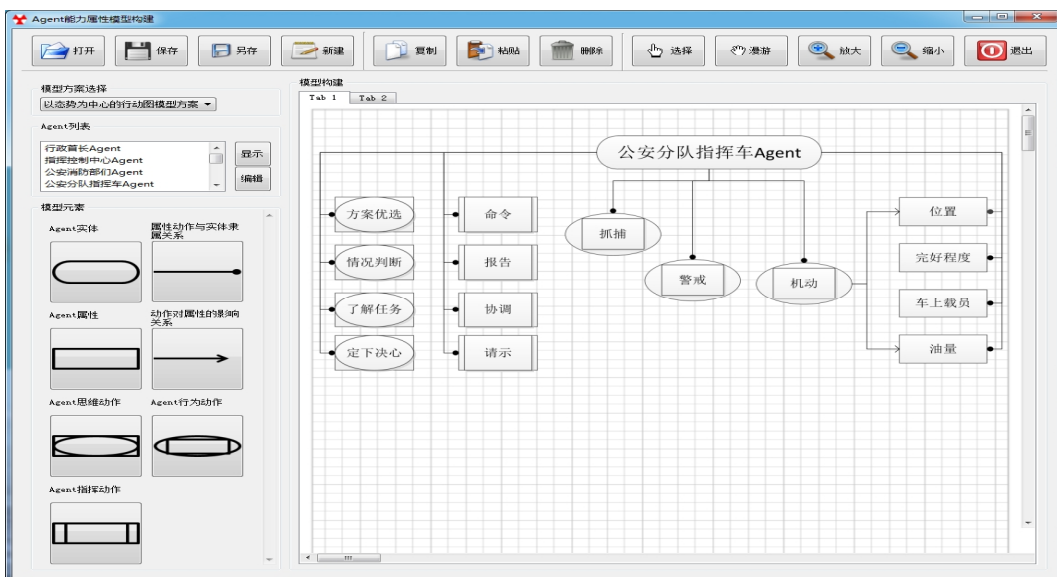 Agent能力属性模型构建
打开 保存 另存 新建 复制 粘贴 删除 选择 漫游 放大 缩小 退出
模型方案选择
以态势为中心的行动图模型方案
Agent列表
行政首长Agent
指挥控制中心Agent
公安消防部们Agent
公安分队指挥车Agent
显示
编辑
模型元素
Agent实体
属性动作与实体隶
属关系
Agent属性
动作对属性的影响
关系
Agent思维动作
Agent行为动作
Agent指挥动作
模型构建
Tab 1 Tab 2
公安分队指挥车Agent
方案优选
情况判断
了解任务
定下决心
命令
报告
协调
请示
抓捕
警戒
机动
位置
完好程度
车上载员
油量